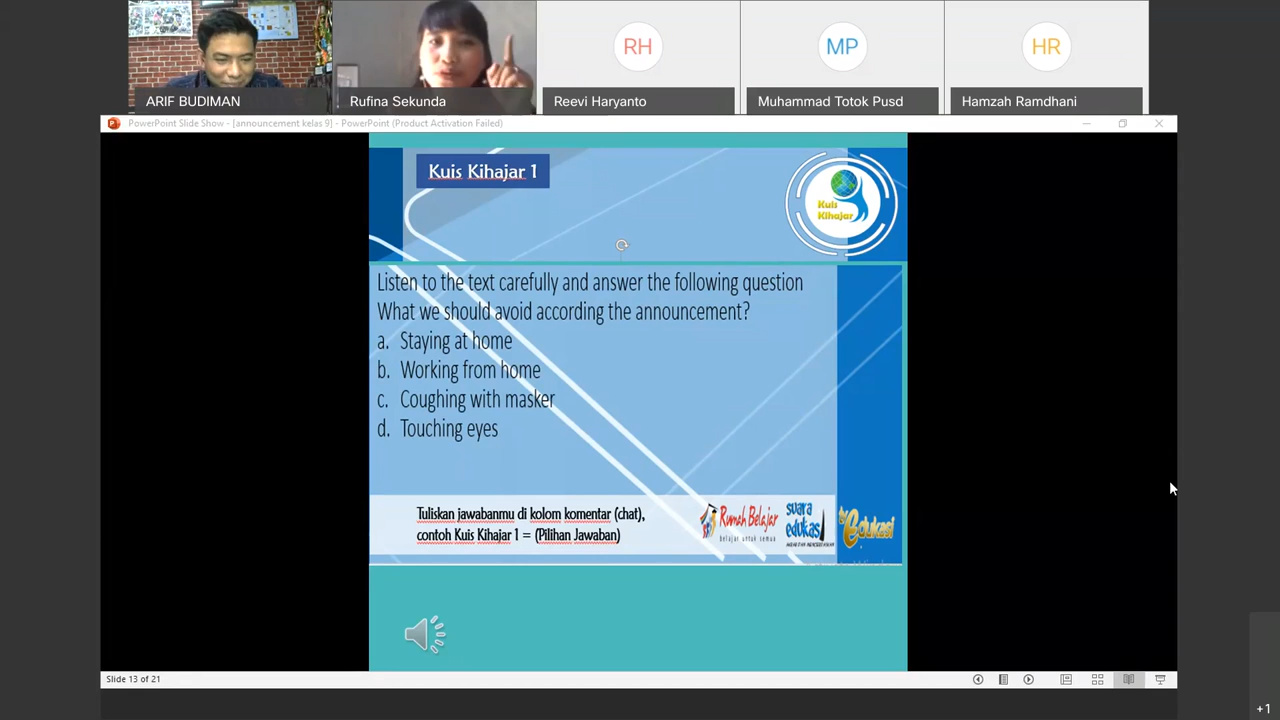 RH
MP
HR
ARIF BUDIMAN
Rufina Sekunda
Reevi Haryanto
Muhammad Totok Pusd
Hamzah Ramdhani
PowerPoint Slide Show - [announcement kelas 9] - PowerPoint (Product Activation Failed)
Kuis Kihajar 1
Kuis
Kihajar
Listen to the text carefully and answer the following question
What we should avoid according the announcement?
a. Staying at home
b. Working from home
c. Coughing with masker
d. Touching eyes
Tuliskan jawabanmu di kolom komentar (chat),
contoh Kuis Kihajar 1 = (Pilihan Jawaban)
Rumah Belajar
belajar untuk semua
suara
edukasi
Edukasi
Slide 13 of 21
+1